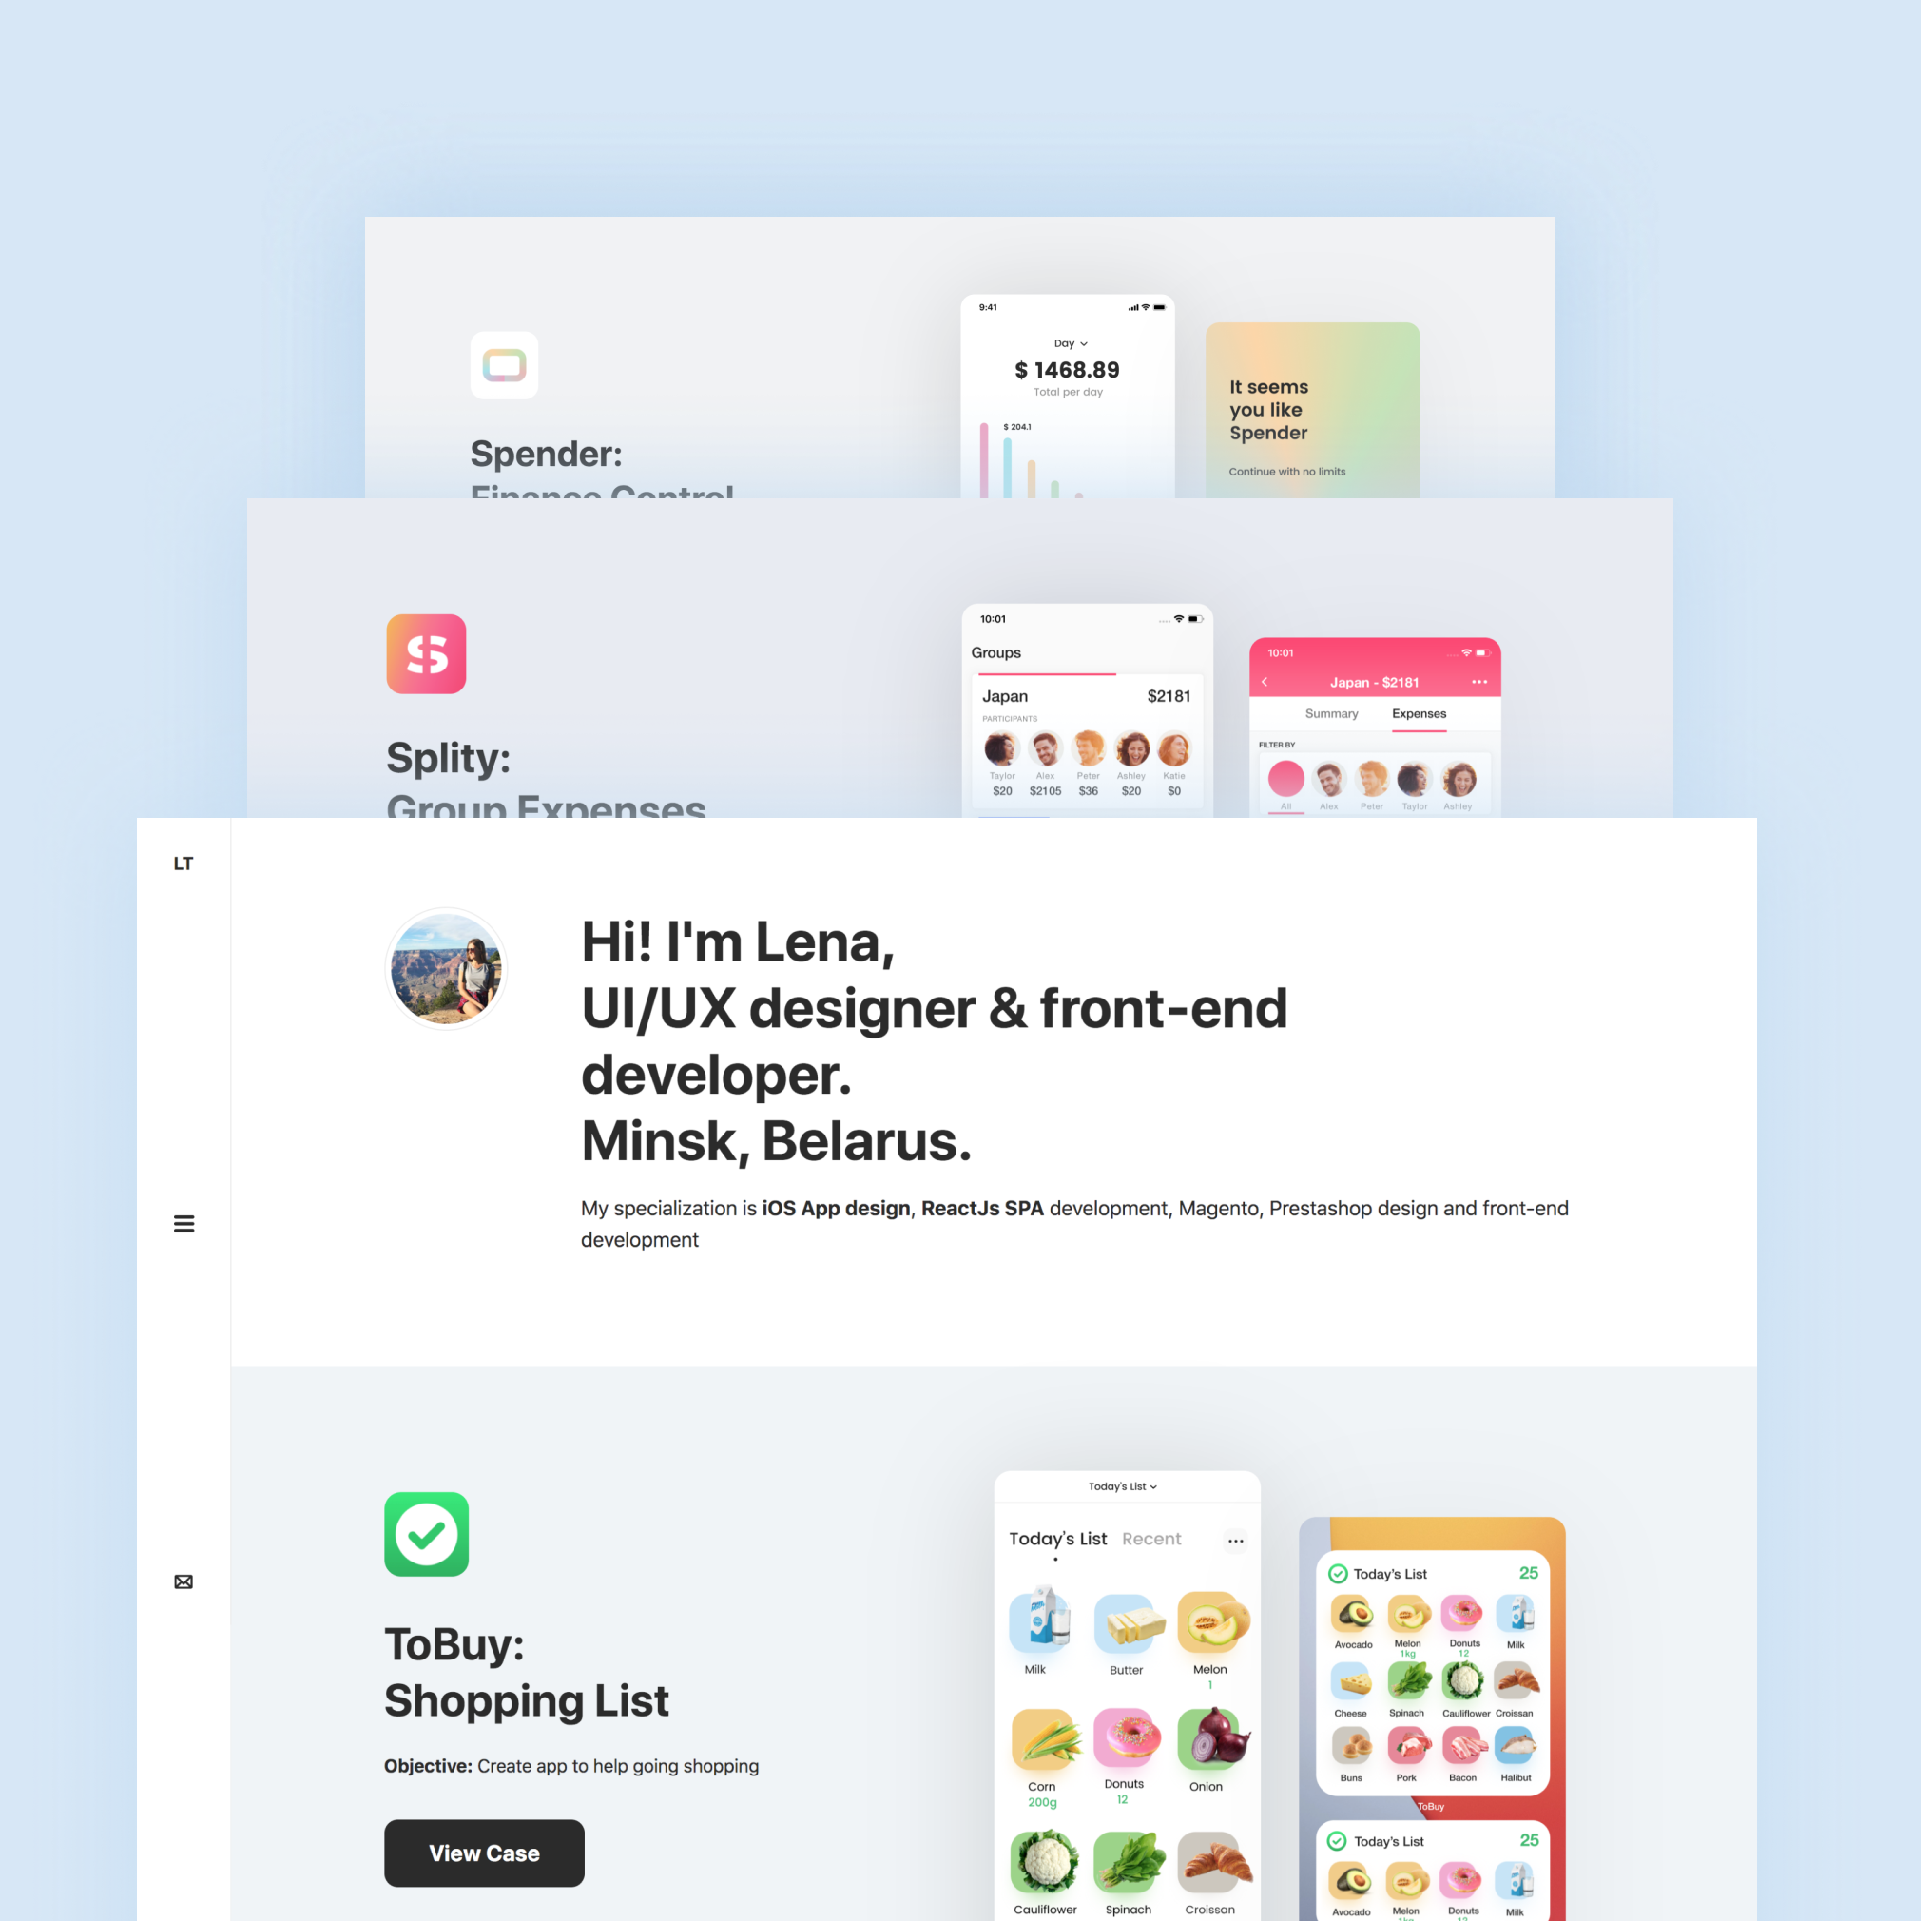 9:41
Day
$ 1468.89
Total per day
$ 204.1
It seems
you like
Spender
Continue with no limits
Spender:
Finance Control
10:01
Groups
Japan $2181
PARTICIPANTS
Taylor Alex Peter Ashley Katie
$20 $2105 $36 $20 $0
10:01
Japan - $2181
Summary Expenses
FILTER BY
All Alex Peter Taylor Ashley
Splity:
Group Expenses
LT
Hi! I'm Lena,
UI/UX designer & front-end
developer.
Minsk, Belarus.
My specialization is iOS App design, ReactJs SPA development, Magento, Prestashop design and front-end
development
ToBuy:
Shopping List
Objective: Create app to help going shopping
View Case
Today's List
Today's List Recent
Milk Butter Melon
1
Corn Donuts Onion
200g 12
Cauliflower Spinach Croissan
Today's List 25
Avocado Melon Donuts Milk
1kg 12
Cheese Spinach Cauliflower Croissan
Buns Pork Bacon Halibut
ToBuy
Today's List 25
Avocado Melon Donuts Milk
1kg 12